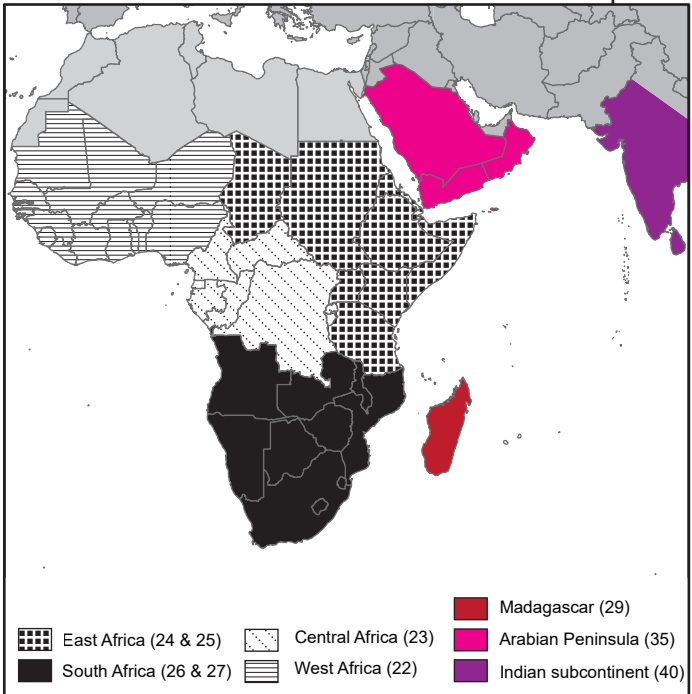 Madagascar (29)
East Africa (24 & 25)
Central Africa (23)
Arabian Peninsula (35)
South Africa (26 & 27)
West Africa (22)
Indian subcontinent (40)